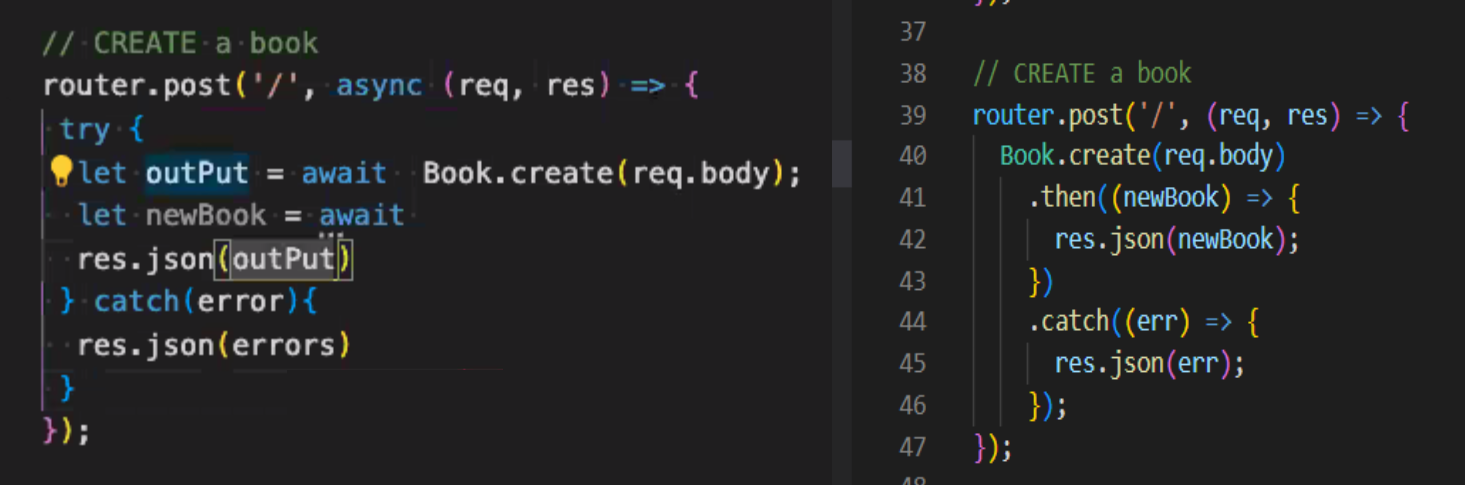 // CREATE a book
router.post('/', async (req, res) => {
try {
let outPut = await Book.create(req.body);
let newBook = await
res.json(outPut)
} catch(error){
res.json(errors)
}
});
37
38 // CREATE a book
39 router.post('/', (req, res) => {
40 Book.create(req.body)
41 .then((newBook) => {
42 res.json(newBook);
43 })
44 .catch((err) => {
45 res.json(err);
46 });
47 });